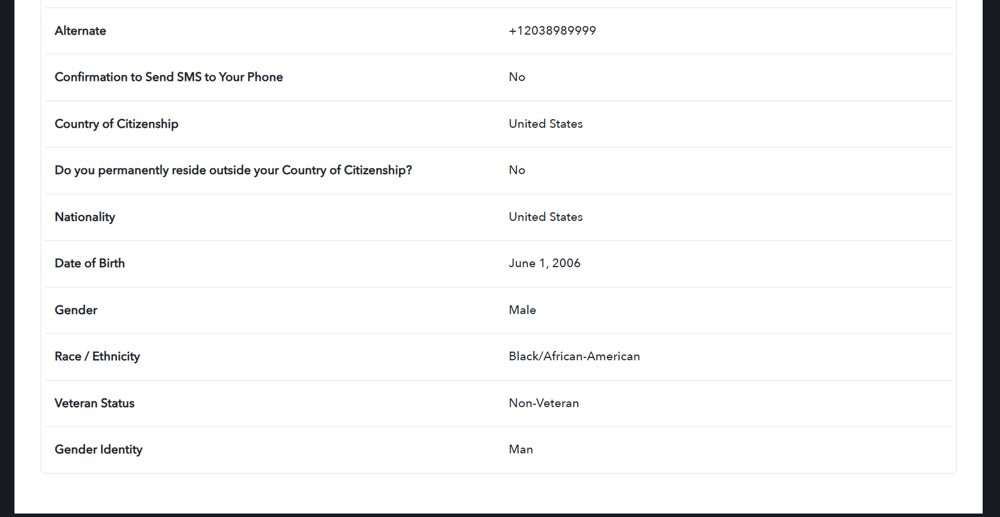 Alternate +12038989999
Confirmation to Send SMS to Your Phone No
Country of Citizenship United States
Do you permanently reside outside your Country of Citizenship? No
Nationality United States
Date of Birth June 1, 2006
Gender Male
Race / Ethnicity Black/African-American
Veteran Status Non-Veteran
Gender Identity Man